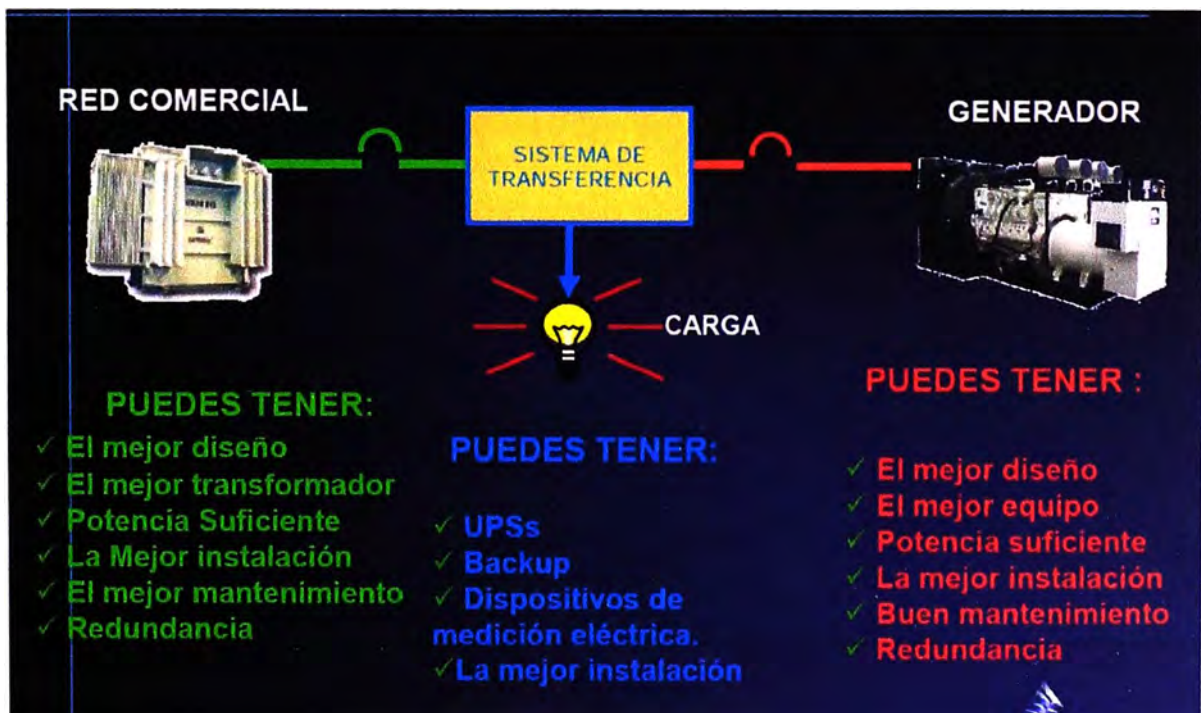 RED COMERCIAL
SISTEMA DE
TRANSFERENCIA
GENERADOR
CARGA
PUEDES TENER:
✓ El mejor diseño
✓ El mejor transformador
✓ Potencia Suficiente
✓ La Mejor instalación
✓ El mejor mantenimiento
✓ Redundancia
PUEDES TENER:
✓ UPSs
✓ Backup
✓ Dispositivos de
medición eléctrica.
✓La mejor instalación
PUEDES TENER :
✓ El mejor diseño
✓ El mejor equipo
✓ Potencia suficiente
✓ La mejor instalación
✓ Buen mantenimiento
✓ Redundancia